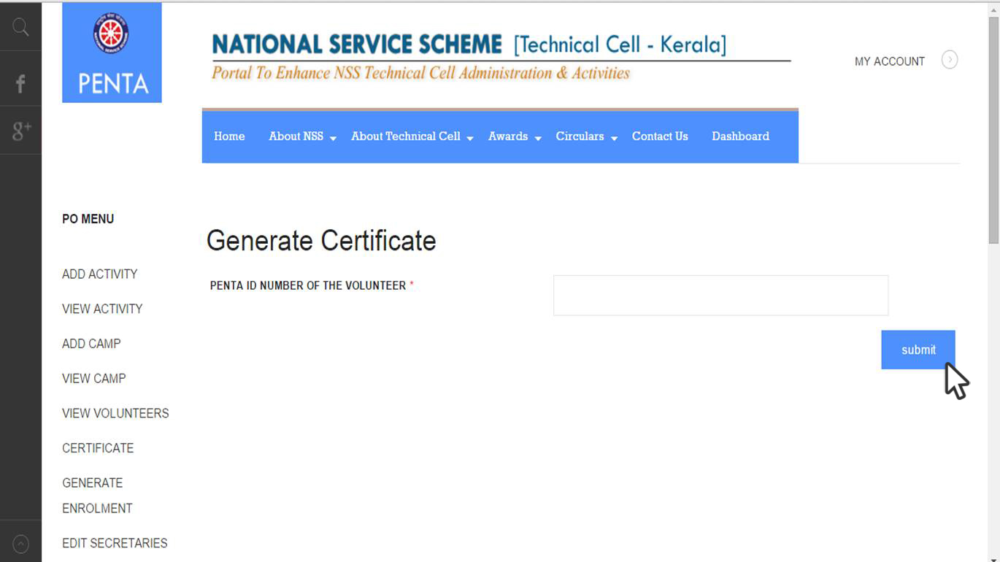 PENTA
NATIONAL SERVICE SCHEME [Technical Cell - Kerala]
Portal To Enhance NSS Technical Cell Administration & Activities
MY ACCOUNT
f
g+
Home About NSS About Technical Cell Awards Circulars Contact Us Dashboard
PO MENU
ADD ACTIVITY
VIEW ACTIVITY
ADD CAMP
VIEW CAMP
VIEW VOLUNTEERS
CERTIFICATE
GENERATE
ENROLMENT
EDIT SECRETARIES
Generate Certificate
PENTA ID NUMBER OF THE VOLUNTEER *
submit